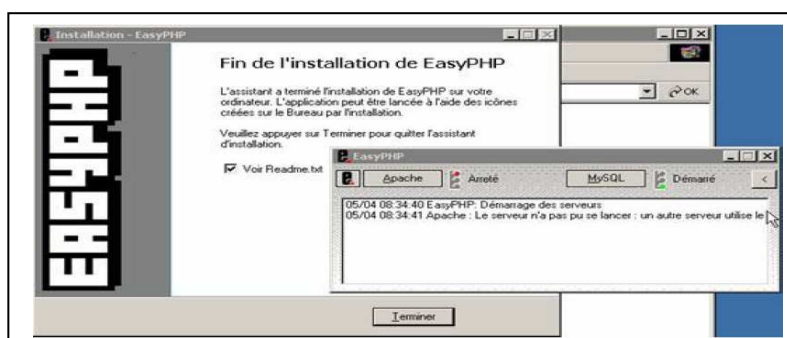 Installation - EasyPHP
OK
EASYPHP
Fin de l'installation de EasyPHP
L'assistant a terminé l'installation de EasyPHP sur votre
ordinateur. L'application peut être lancée à l'aide des icônes
créées sur le Bureau par l'installation.
Veuillez appuyer sur Terminer pour quitter l'assistant
d'installation.
Voir Readme.txt
EasyPHP
Apache Arreté MySQL Démarré <
05/04 08:34:40 EasyPHP: Démarrage des serveurs
05/04 08:34:41 Apache : Le serveur n'a pas pu se lancer : un autre serveur utilise le
Terminer